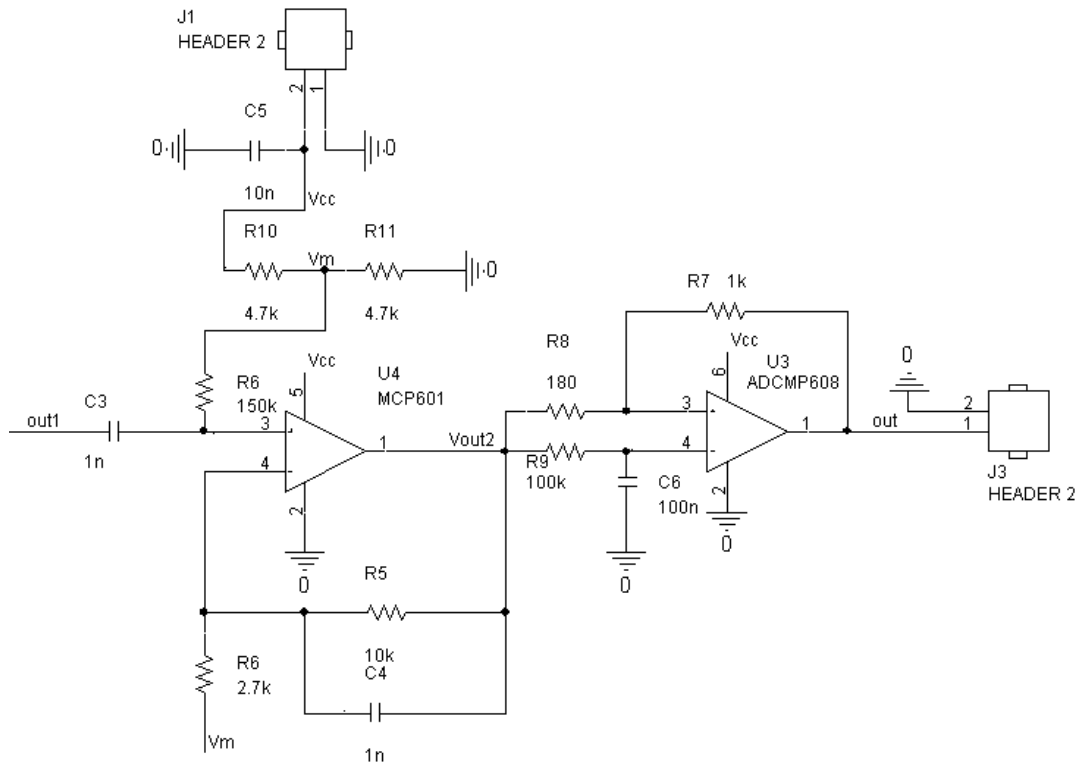 J1
HEADER 2
2
1
C5
0
0
10n
Vcc
R10
R11
Vm
0
4.7k
4.7k
R7 1k
R6
150k
Vcc
5
U4
MCP601
R8
180
Vcc
6
U3
ADCMP608
0
C3
out1
3
1
3
1
out
2
1
1n
4
Vout2
4
R9
100k
C6
100n
2
2
J3
HEADER 2
0
0
0
R5
10k
R6
2.7k
C4
Vm
1n